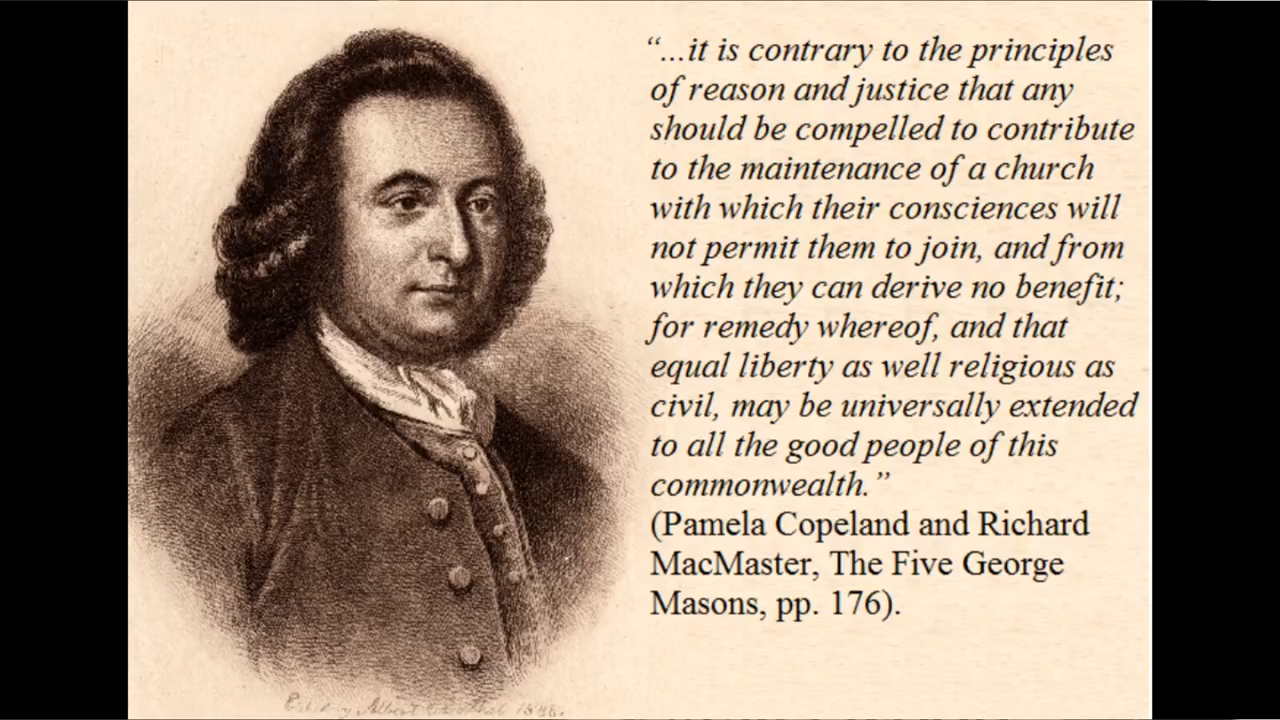 “...it is contrary to the principles
of reason and justice that any
should be compelled to contribute
to the maintenance of a church
with which their consciences will
not permit them to join, and from
which they can derive no benefit;
for remedy whereof, and that
equal liberty as well religious as
civil, may be universally extended
to all the good people of this
commonwealth.”
(Pamela Copeland and Richard
MacMaster, The Five George
Masons, pp. 176).
Albert